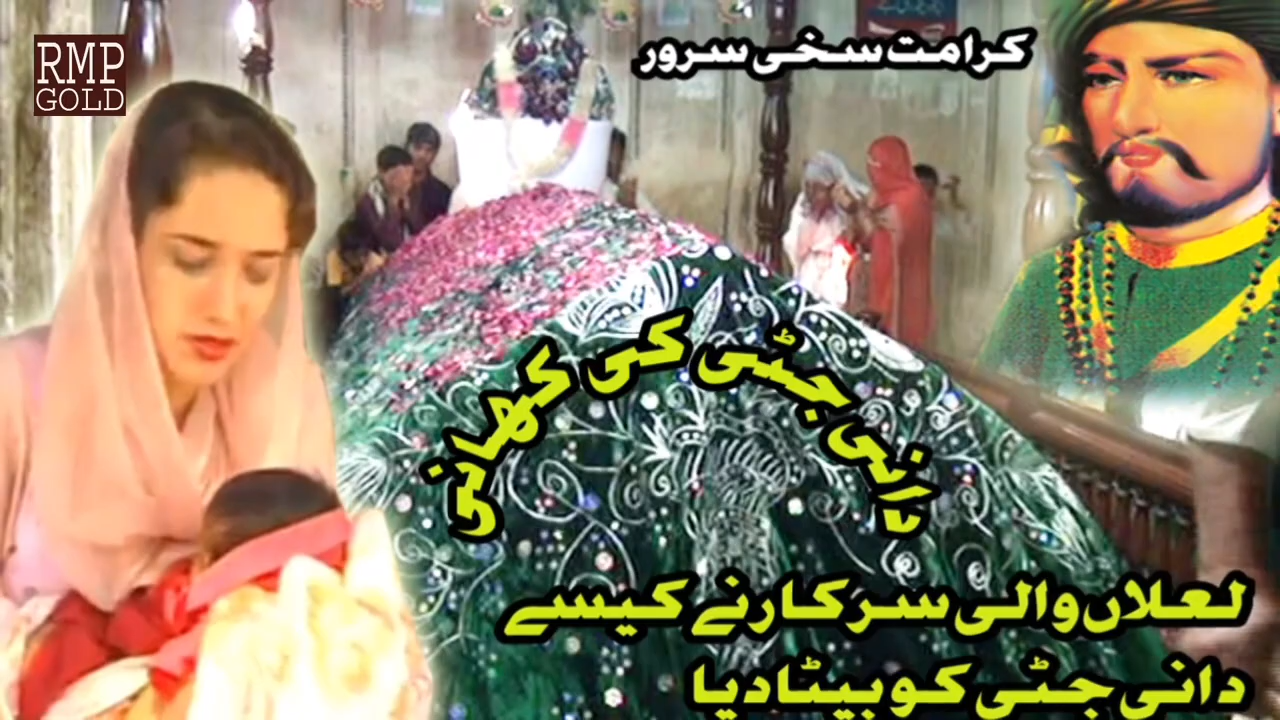 RMP
GOLD
کرامت سخی سرور
دانی جٹی کی کہانی
لعلاں والی سرکار نے کیسے
دانی جٹی کو بیٹا دیا